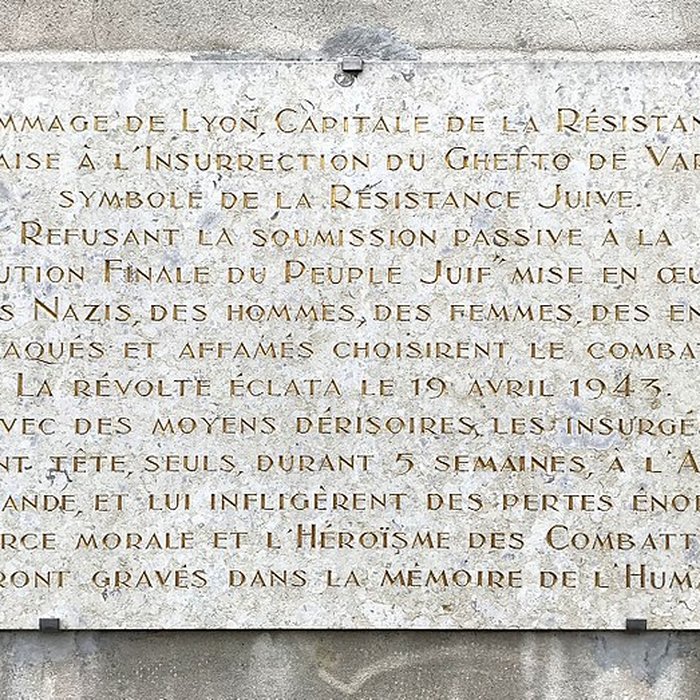 MMAGE DE LYON, CAPITALE DE LA RÉSISTAN
AISE À L'INSURRECTION DU GHETTO DE VAR
SYMBOLE DE LA RÉSISTANCE JUIVE.
REFUSANT LA SOUMISSION PASSIVE À LA
UTION FINALE DU PEUPLE JUIF" MISE EN ŒU
S NAZIS, DES HOMMES, DES FEMMES, DES EN
AQUÉS ET AFFAMÉS CHOISIRENT LE COMBA
LA RÉVOLTE ÉCLATA LE 19 AVRIL 1943.
VEC DES MOYENS DÉRISOIRES, LES INSURGÉ
NT TÊTE, SEULS, DURANT 5 SEMAINES, À L'A
ANDE, ET LUI INFLIGÈRENT DES PERTES ÉNO
RCE MORALE ET L'HÉROÏSME DES COMBATT
RONT GRAVÉS DANS LA MÉMOIRE DE L'HUM